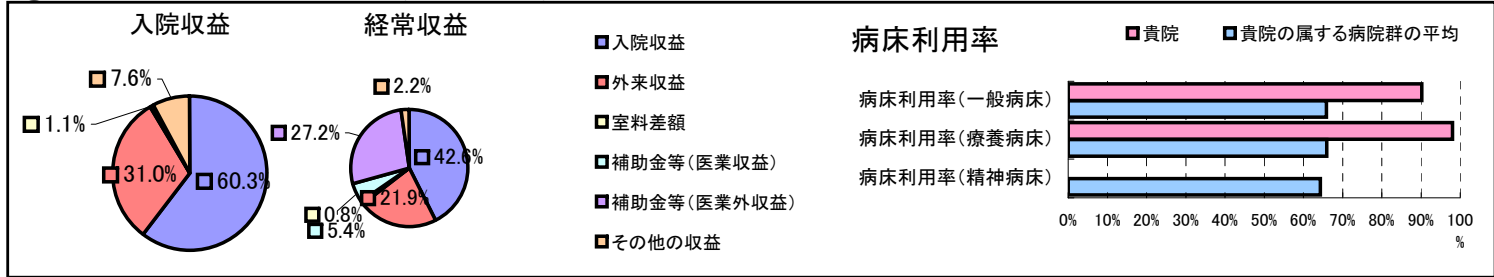 入院収益
7.6%
1.1%
31.0%
60.3%
経常収益
2.2%
27.2%
42.6%
21.9%
0.8%
5.4%
入院収益
外来収益
室料差額
補助金等(医業収益)
補助金等(医業外収益)
その他の収益
病床利用率
貴院
貴院の属する病院群の平均
病床利用率(一般病床)
病床利用率(療養病床)
病床利用率(精神病床)
0% 10% 20% 30% 40% 50% 60% 70% 80% 90% 100
%